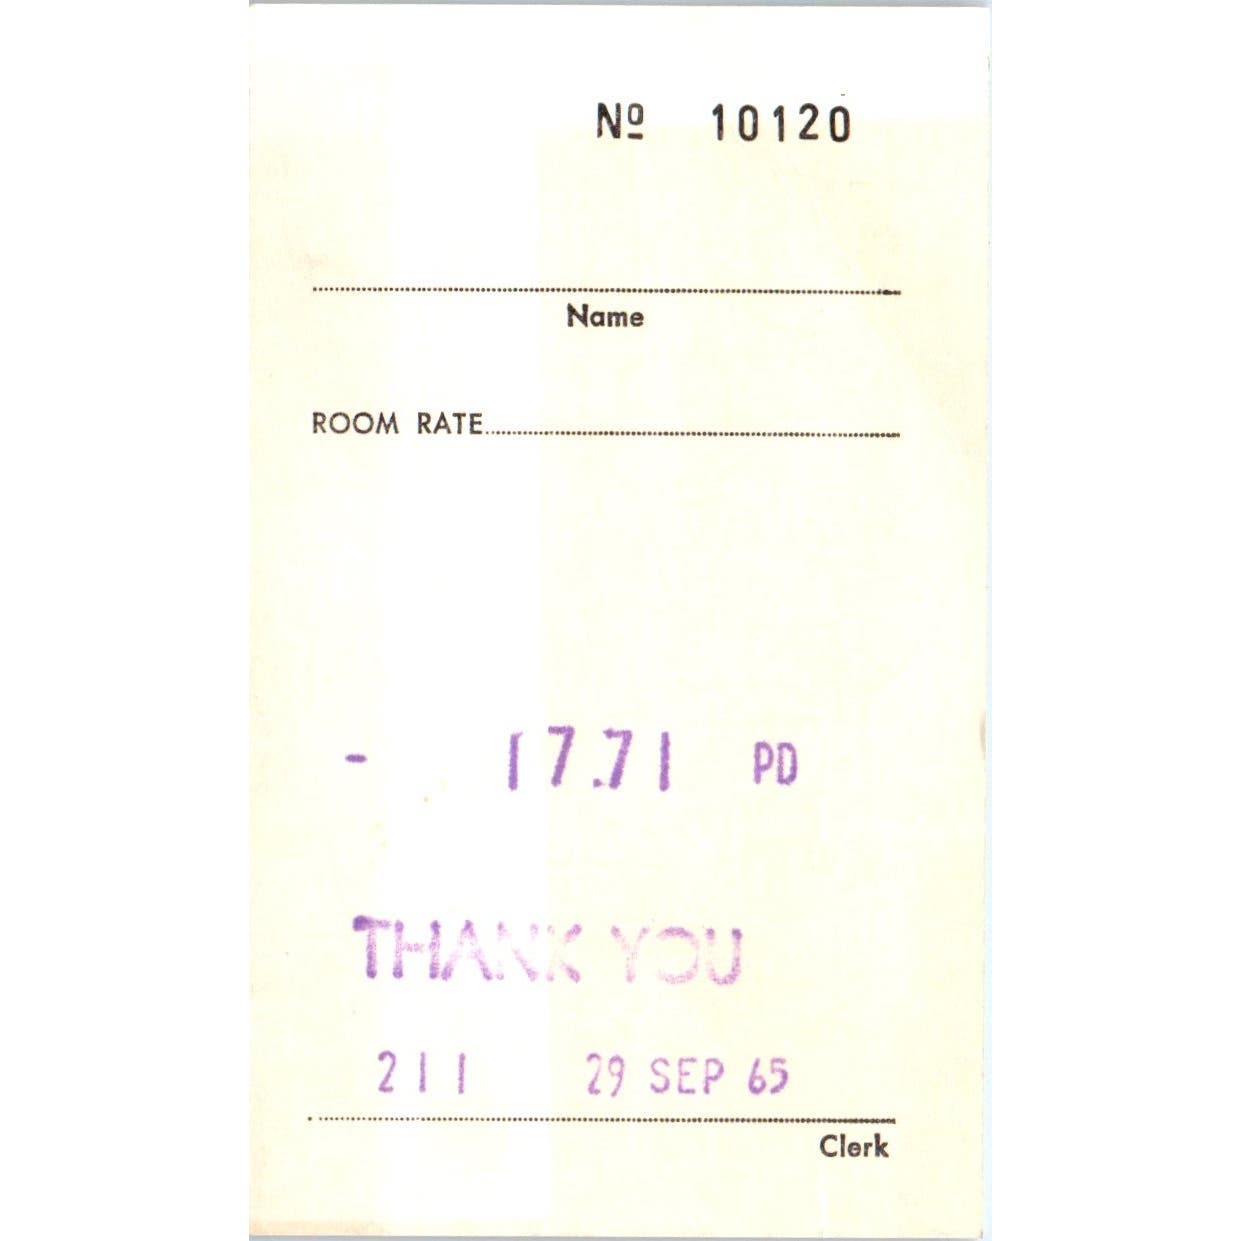 Nº 10120
Name
ROOM RATE
- 17.71 PD
THANK YOU
211 29 SEP 65
Clerk